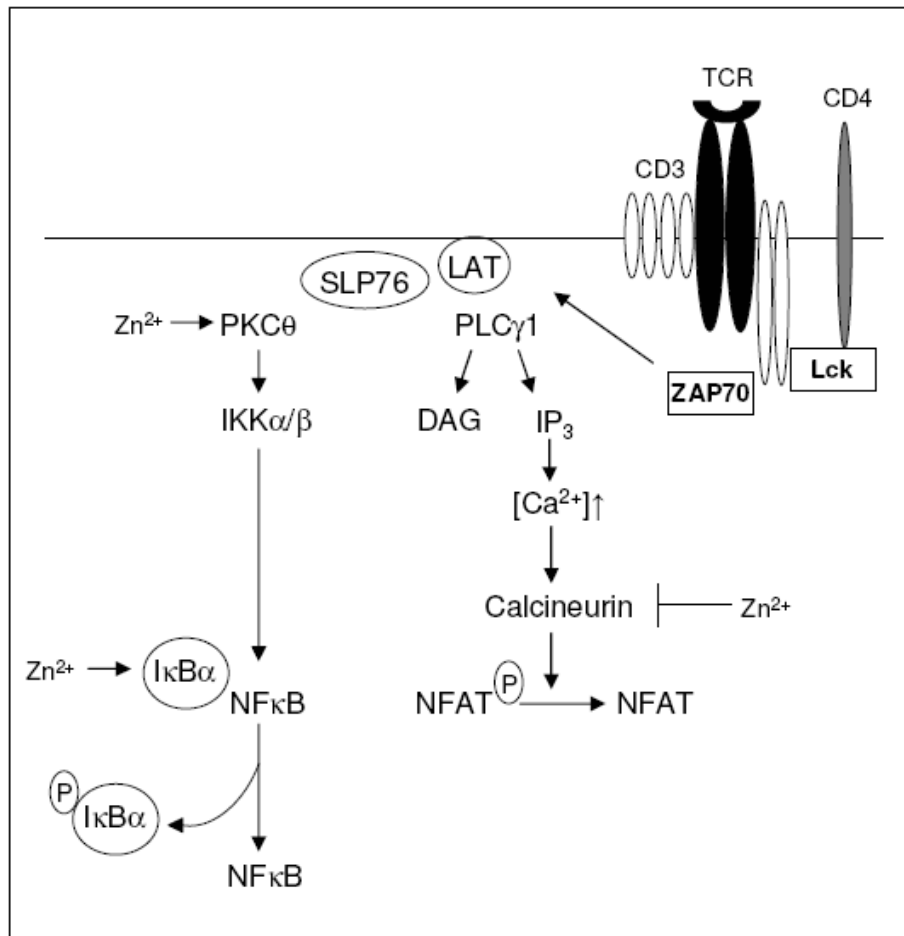 TCR
CD4
CD3
LAT
SLP76
Zn²⁺
PKCθ
PLCγ1
Lck
ZAP70
IKKα/β
DAG
IP₃
[Ca²⁺]↑
Calcineurin
Zn²⁺
Zn²⁺
IκBα
NFκB
NFAT
P
NFAT
P
IκBα
NFκB